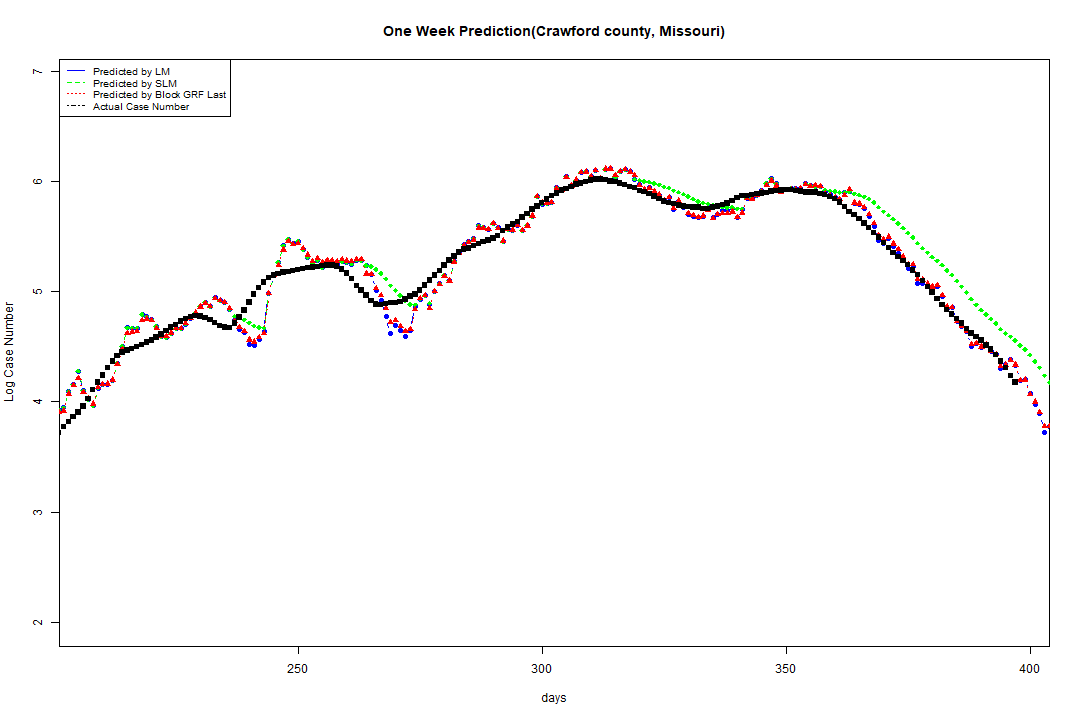 One Week Prediction(Crawford county, Missouri)
Predicted by LM
Predicted by SLM
Predicted by Block GRF Last
Actual Case Number
7
6
5
4
3
2
Log Case Number
250
300
350
400
days